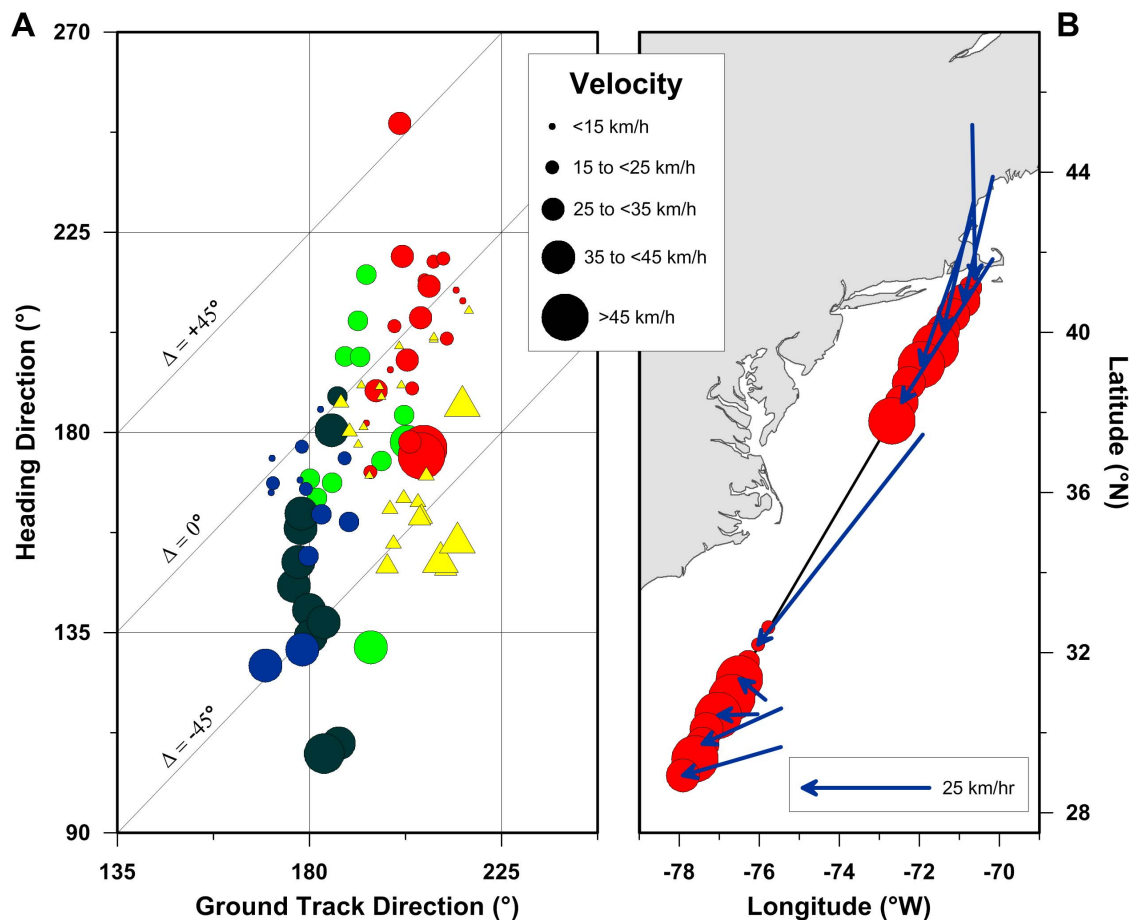 A
B
270
225
180
135
90
Heading Direction (°)
Δ = +45°
Δ = 0°
Δ = -45°
135
180
225
Ground Track Direction (°)
Velocity
<15 km/h
15 to <25 km/h
25 to <35 km/h
35 to <45 km/h
>45 km/h
44
40
36
32
28
Latitude (°N)
25 km/hr
-78
-76
-74
-72
-70
Longitude (°W)